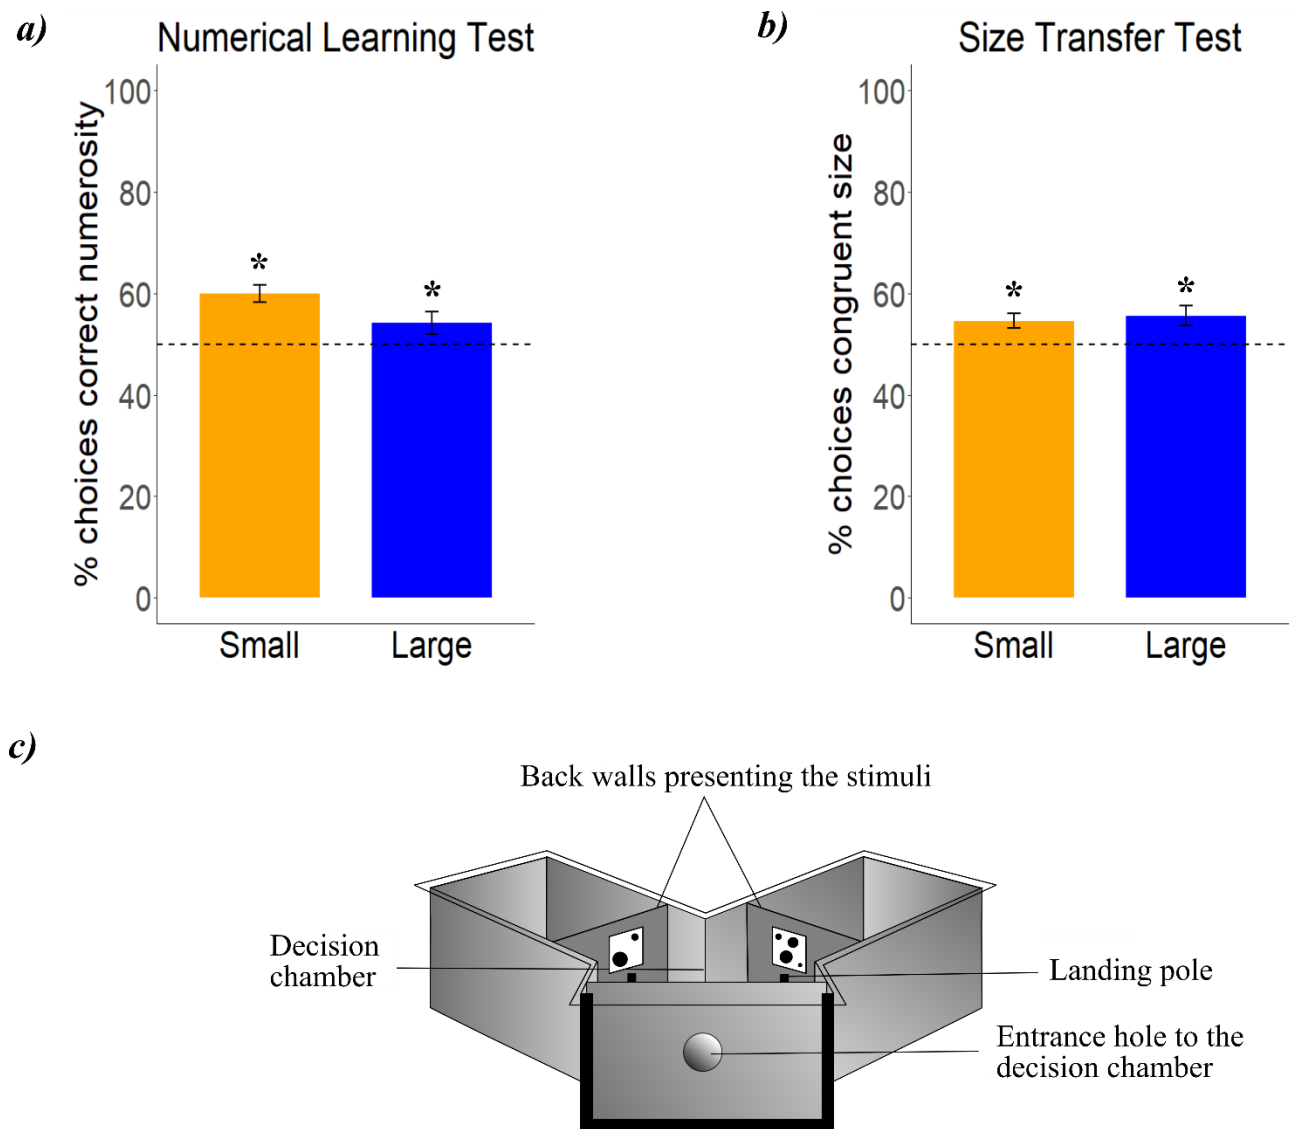 a)
Numerical Learning Test
% choices correct numerosity
100
80
60
40
20
0
*
*
Small
Large
b)
Size Transfer Test
% choices congruent size
100
80
60
40
20
0
*
*
Small
Large
c)
Back walls presenting the stimuli
Decision
chamber
Landing pole
Entrance hole to the
decision chamber